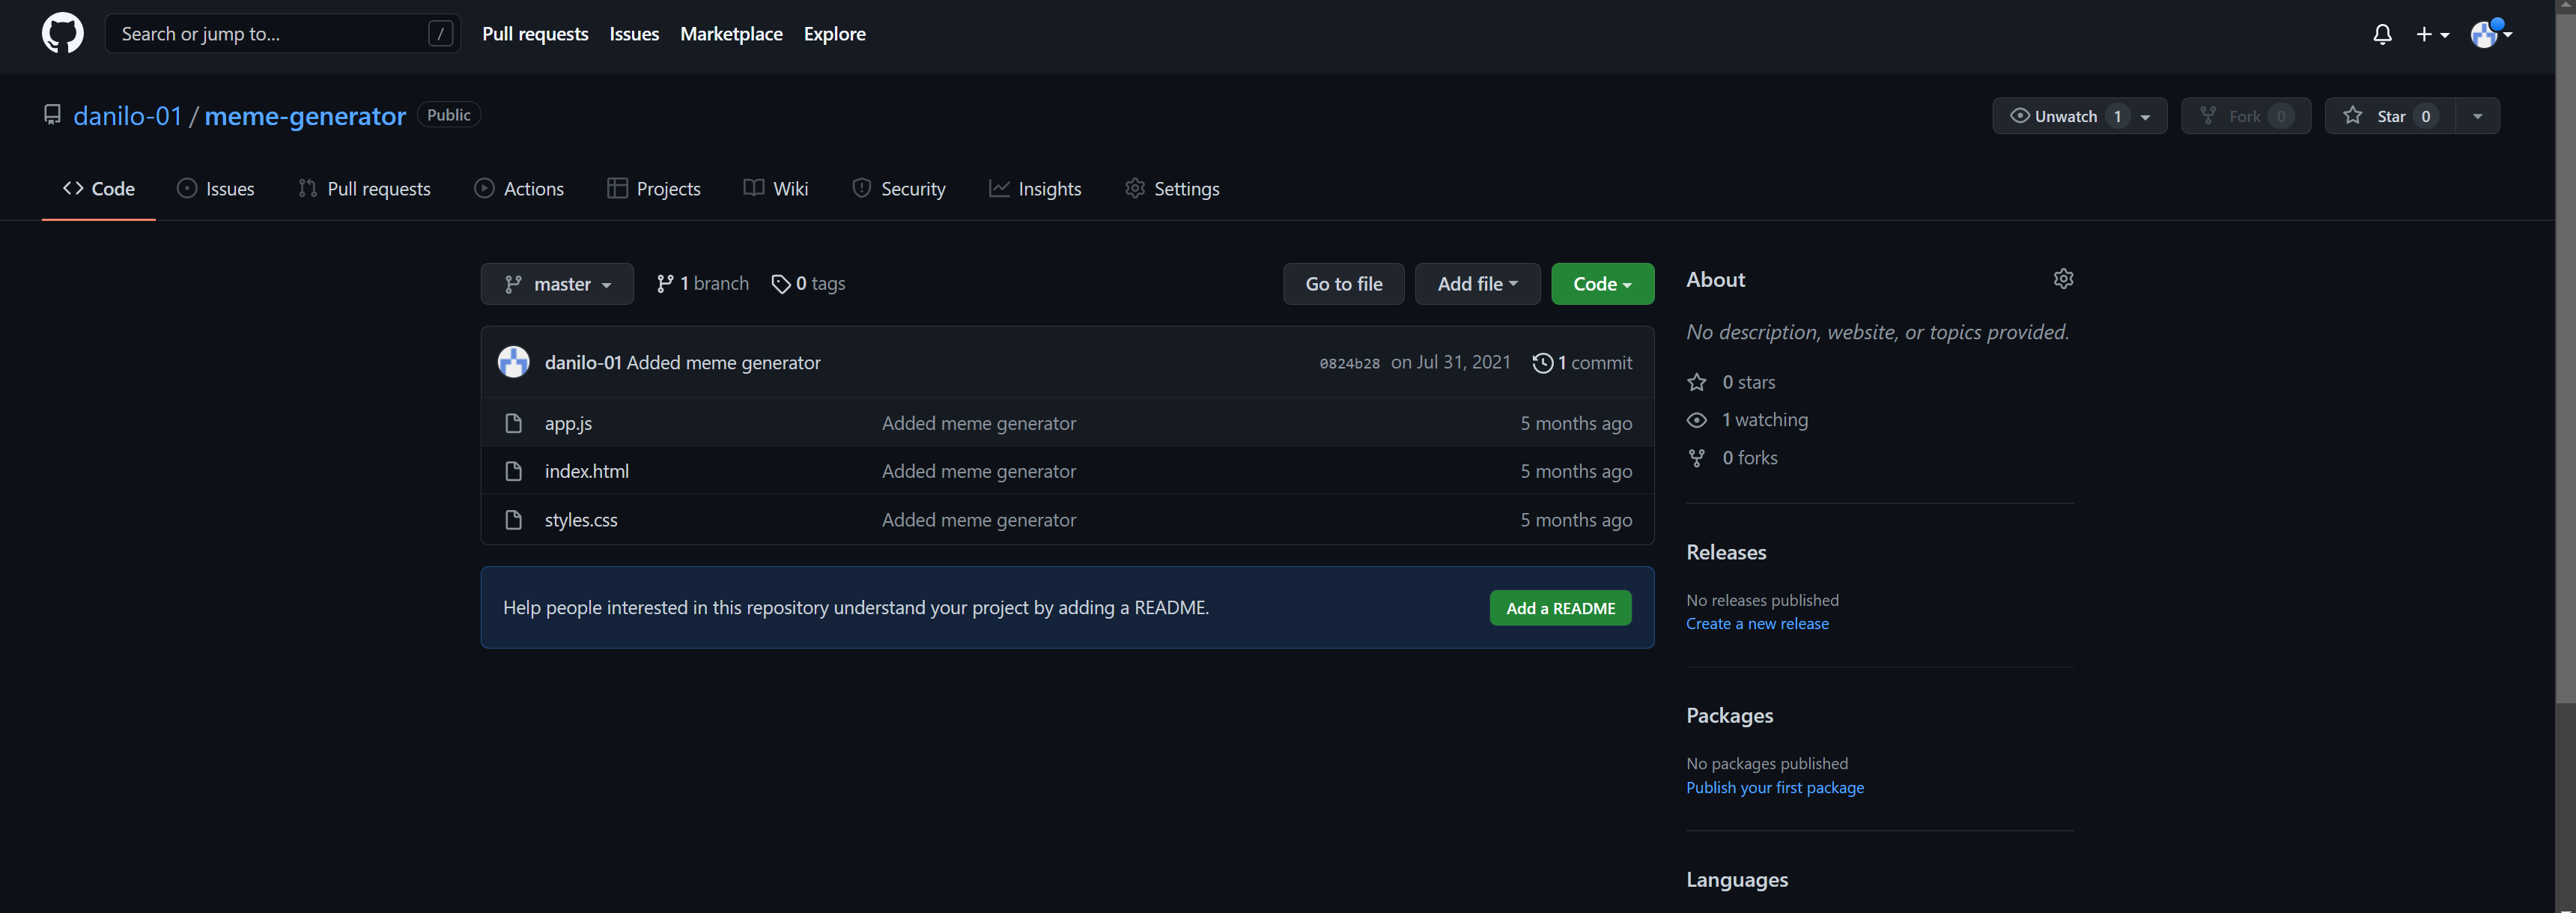 Search or jump to... / Pull requests Issues Marketplace Explore
danilo-01 / meme-generator Public Unwatch 1 Fork 0 Star 0
Code Issues Pull requests Actions Projects Wiki Security Insights Settings
master 1 branch 0 tags Go to file Add file Code
danilo-01 Added meme generator 0824b28 on Jul 31, 2021 1 commit
app.js Added meme generator 5 months ago
index.html Added meme generator 5 months ago
styles.css Added meme generator 5 months ago
Help people interested in this repository understand your project by adding a README. Add a README
About
No description, website, or topics provided.
0 stars
1 watching
0 forks
Releases
No releases published
Create a new release
Packages
No packages published
Publish your first package
Languages